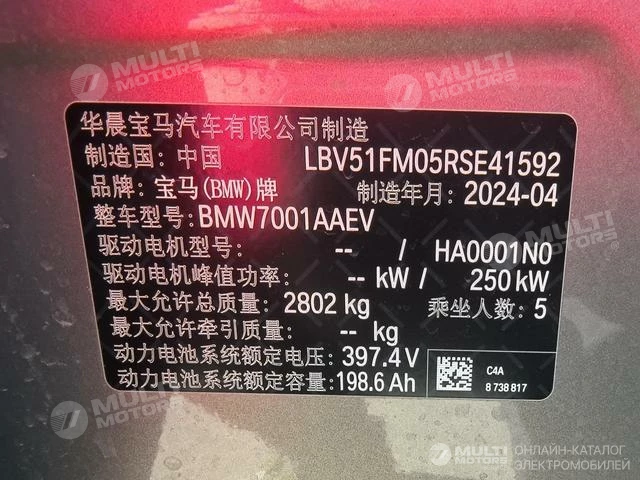 MULTI MOTORS
MULTI MOTORS
华晨宝马汽车有限公司制造
制造国：中国 LBV51FM05RSE41592
品牌：宝马(BMW)牌 制造年月：2024-04
整车型号：BMW7001AAEV
驱动电机型号： -- / HA0001N0
驱动电机峰值功率： -- kW / 250 kW
最大允许总质量：2802 kg 乘坐人数：5
最大允许牵引质量： -- kg
动力电池系统额定电压：397.4 V
动力电池系统额定容量：198.6 Ah
C4A
8 738 817
MULTI MOTORS
MULTI MOTORS
ОНЛАЙН-КАТАЛОГ
ЭЛЕКТРОМОБИЛЕЙ